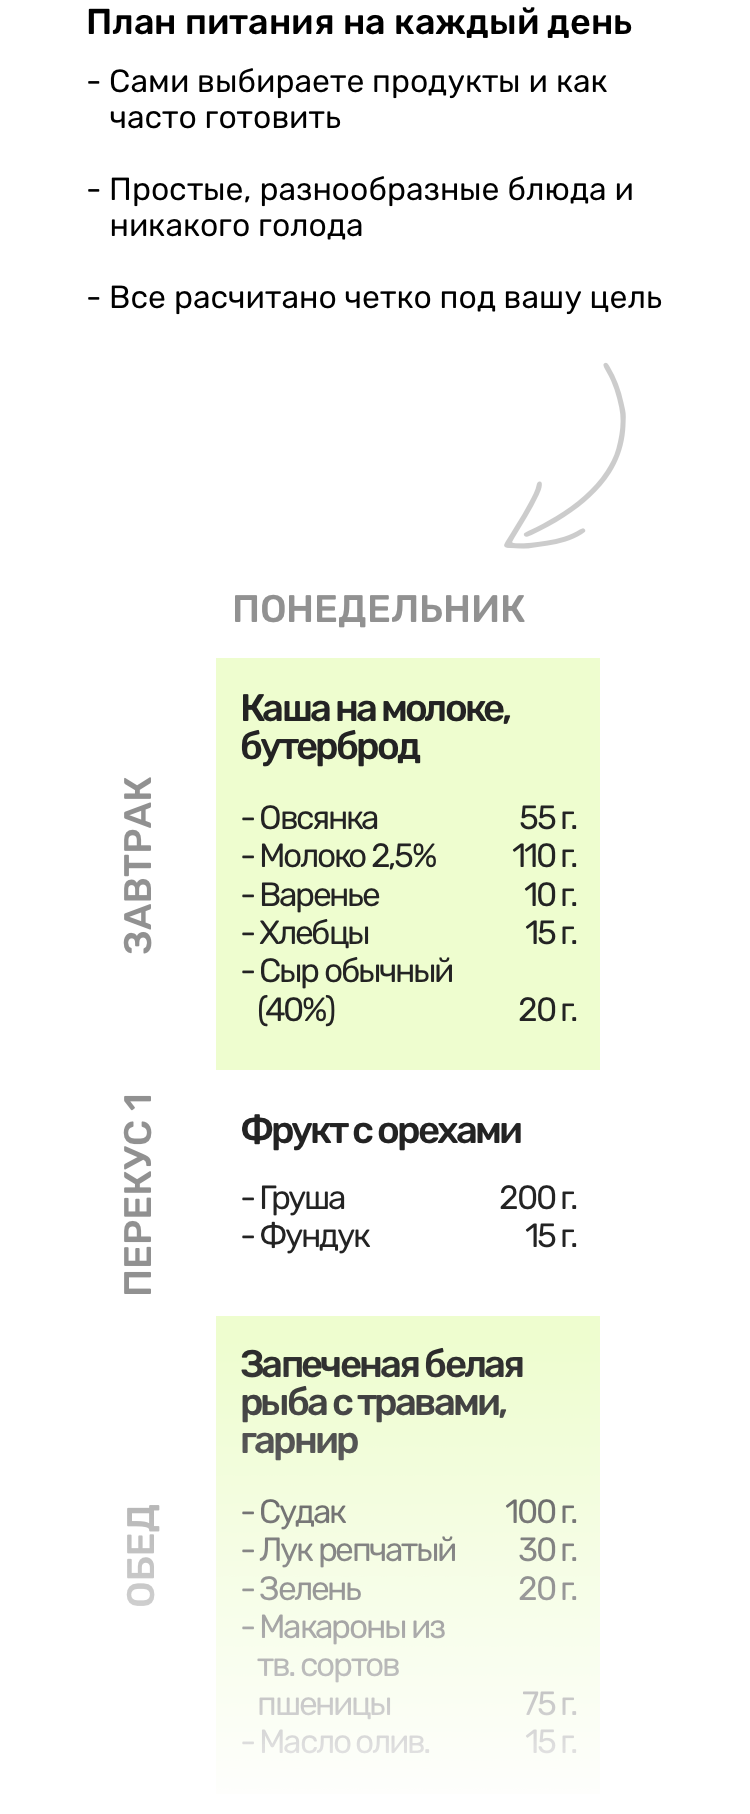 План питания на каждый день
- Сами выбираете продукты и как
часто готовить
- Простые, разнообразные блюда и
никакого голода
- Все расчитано четко под вашу цель
ПОНЕДЕЛЬНИК
ЗАВТРАК
Каша на молоке,
бутерброд
- Овсянка 55 г.
- Молоко 2,5% 110 г.
- Варенье 10 г.
- Хлебцы 15 г.
- Сыр обычный
(40%) 20 г.
ПЕРЕКУС 1
Фрукт с орехами
- Груша 200 г.
- Фундук 15 г.
ОБЕД
Запеченая белая
рыба с травами,
гарнир
- Судак 100 г.
- Лук репчатый 30 г.
- Зелень 20 г.
- Макароны из
тв. сортов
пшеницы 75 г.
- Масло олив. 15 г.